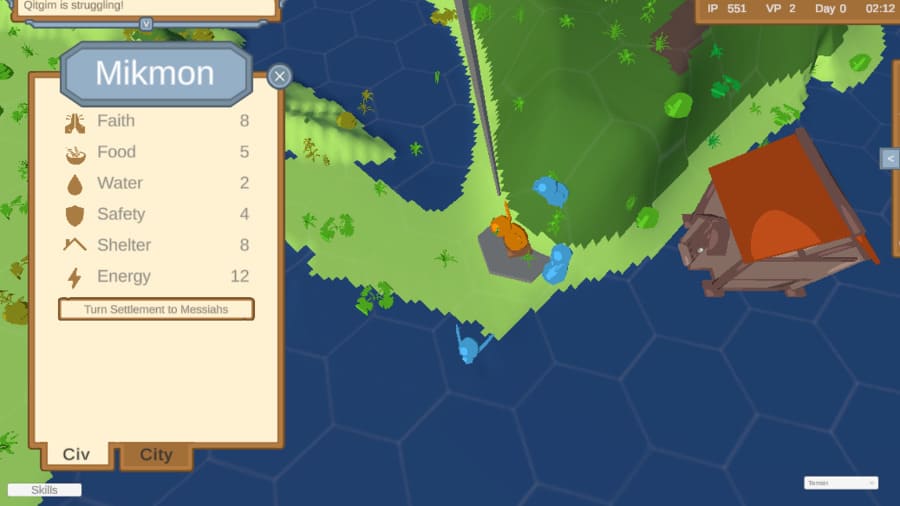 Qitgim is struggling!
IP 551 VP 2 Day 0 02:12
V
Mikmon
Faith 8
Food 5
Water 2
Safety 4
Shelter 8
Energy 12
Turn Settlement to Messiahs
Civ City
Skills
<
Terrain